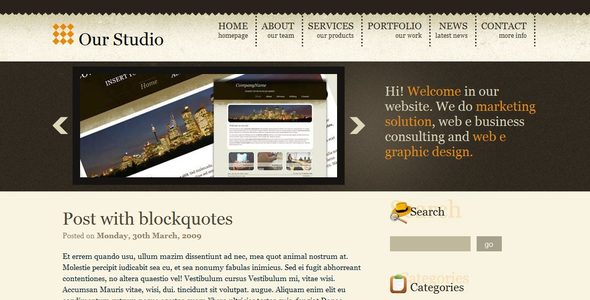 Our Studio
HOME ABOUT SERVICES PORTFOLIO NEWS CONTACT
homepage our team our products our work latest news more info
INSERT
Home
CompanyName
Hi! Welcome in our
website. We do marketing
solution, web e business
consulting and web e
graphic design.
Post with blockquotes
Posted on Monday, 30th March, 2009
Et errem quando usu, ullum mazim dissentiunt ad nec, mea quot animal nostrum at.
Molestie percipit iudicabit sea cu, et sea nonumy fabulas inimicus. Sed ei fugit abhorreant
contentiones, no altera quaestio vel! Vestibulum cursus Vestibulum mi, vitae wisi.
Accumsan Mauris vitae, wisi, dui. tincidunt sit volutpat. augue. Aliquam enim elit eu
Search
Search
go
Categories
Categories